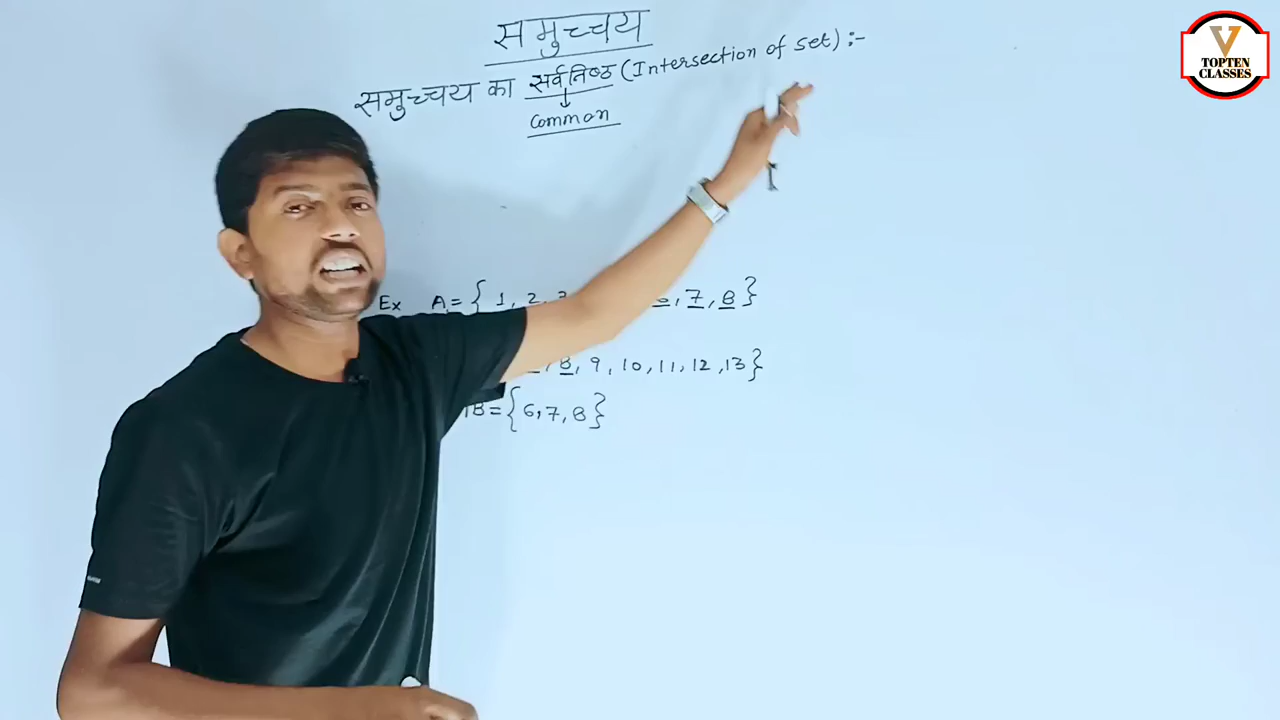 समुच्चय
समुच्चय का सर्वनिष्ठ (Intersection of set) :-
common
Ex A = { 1, 2, 7, 8 }
8, 9, 10, 11, 12, 13 }
B = { 6, 7, 8 }
V
TOPTEN
CLASSES